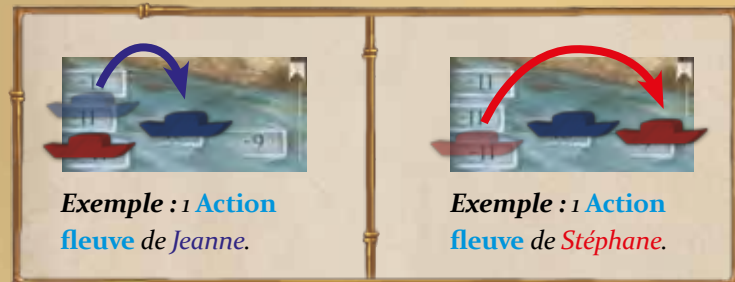 -11
-9
Exemple : 1 Action
fleuve de Jeanne.
-11
-11
-11
Exemple : 1 Action
fleuve de Stéphane.